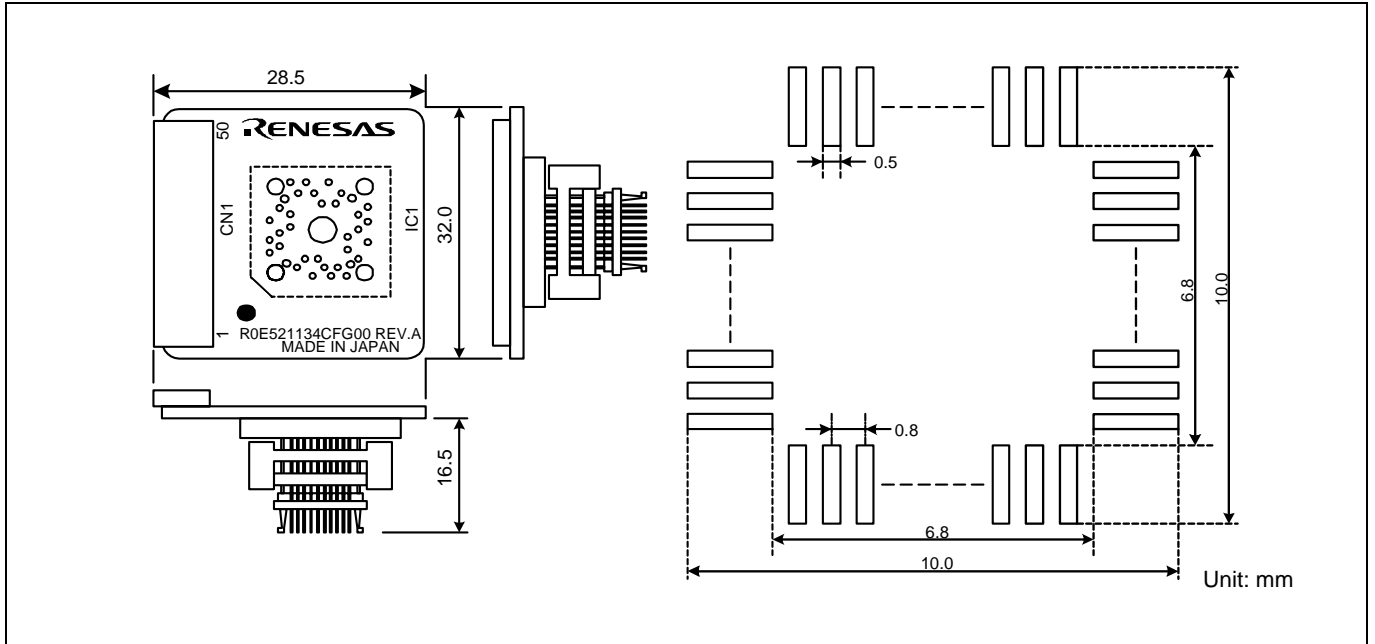 28.5
RENESAS
50
CN1
IC1
1
R0E521134CFG00 REV.A
MADE IN JAPAN
32.0
16.5
0.5
6.8
10.0
0.8
6.8
10.0
Unit: mm